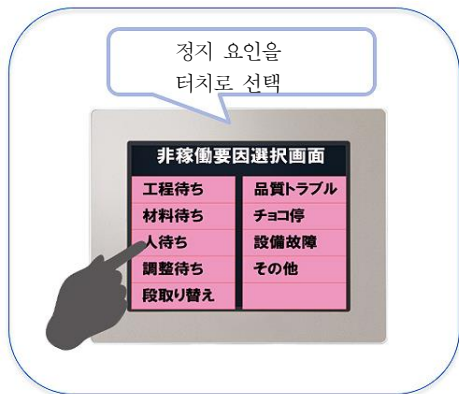 정지 요인을
터치로 선택
非稼働要因選択画面
工程待ち
品質トラブル
材料待ち
チョコ停
人待ち
設備故障
調整待ち
その他
段取り替え